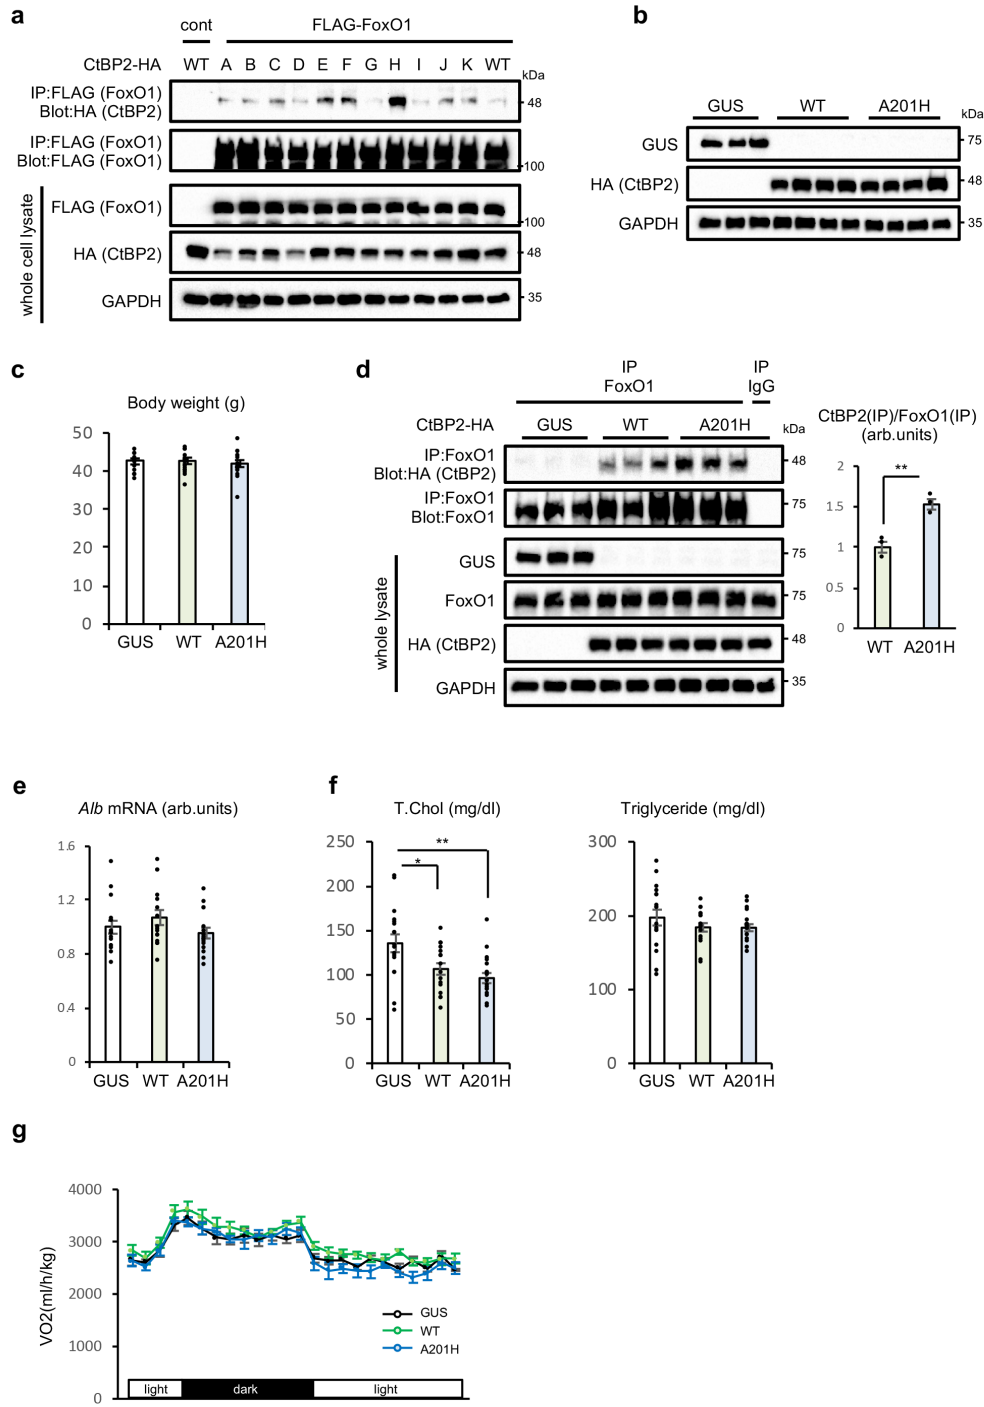 a
cont
FLAG-FoxO1
CtBP2-HA WT A B C D E F G H I J K WT
kDa
IP:FLAG (FoxO1)
Blot:HA (CtBP2)
48
IP:FLAG (FoxO1)
Blot:FLAG (FoxO1)
100
whole cell lysate
FLAG (FoxO1)
100
HA (CtBP2)
48
GAPDH
35
b
GUS WT A201H
kDa
GUS
75
HA (CtBP2)
48
GAPDH
35
c
Body weight (g)
50
40
30
20
10
0
GUS WT A201H
d
IP
FoxO1
IP
IgG
CtBP2-HA GUS WT A201H
kDa
IP:FoxO1
Blot:HA (CtBP2)
48
IP:FoxO1
Blot:FoxO1
75
whole lysate
GUS
75
FoxO1
75
HA (CtBP2)
48
GAPDH
35
CtBP2(IP)/FoxO1(IP)
(arb.units)
2
**
1.5
1
0.5
0
WT A201H
e
Alb mRNA (arb.units)
1.6
1.2
0.8
0.4
0
GUS WT A201H
f
T.Chol (mg/dl)
250
**
*
200
150
100
50
0
GUS WT A201H
Triglyceride (mg/dl)
300
200
100
0
GUS WT A201H
g
VO2(ml/h/kg)
4000
3000
2000
1000
0
GUS
WT
A201H
light dark light